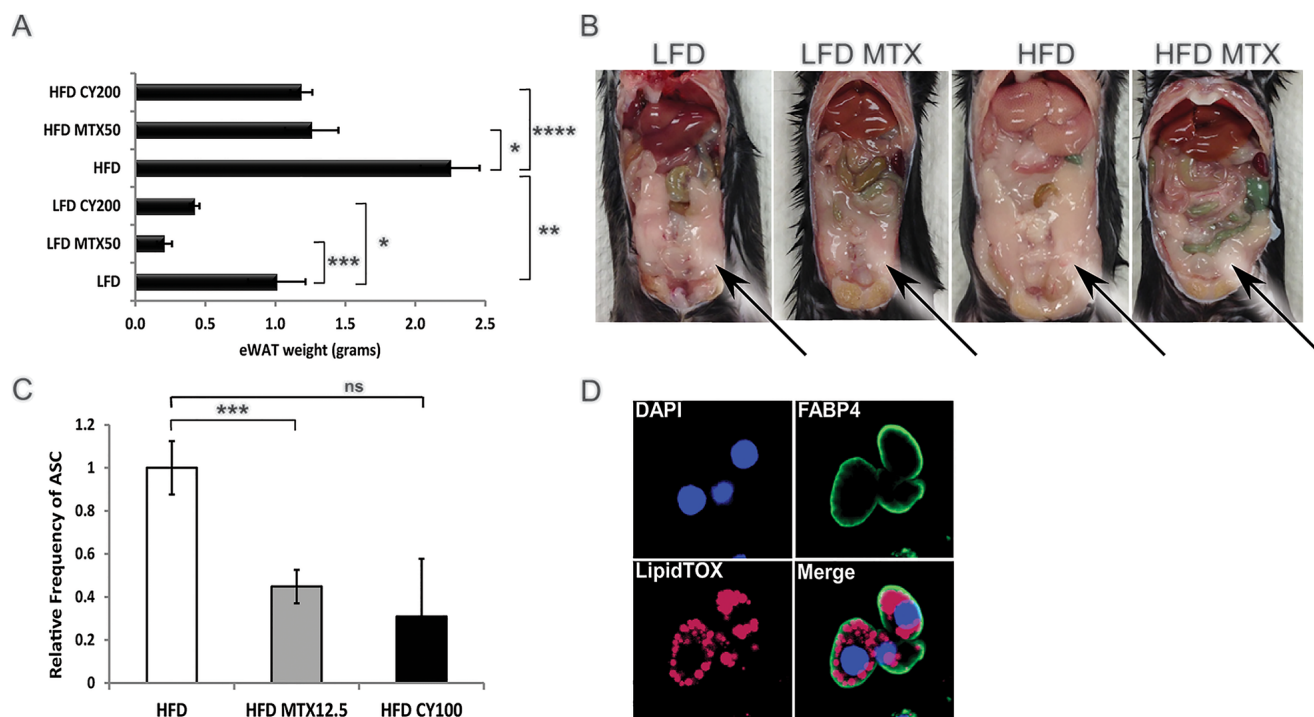 A
HFD CY200
HFD MTX50
HFD
LFD CY200
LFD MTX50
LFD
****
*
**
*
***
0.0 0.5 1.0 1.5 2.0 2.5
eWAT weight (grams)
B
LFD LFD MTX HFD HFD MTX
C
ns
***
Relative Frequency of ASC
1.2
1
0.8
0.6
0.4
0.2
0
HFD HFD MTX12.5 HFD CY100
D
DAPI FABP4
LipidTOX Merge